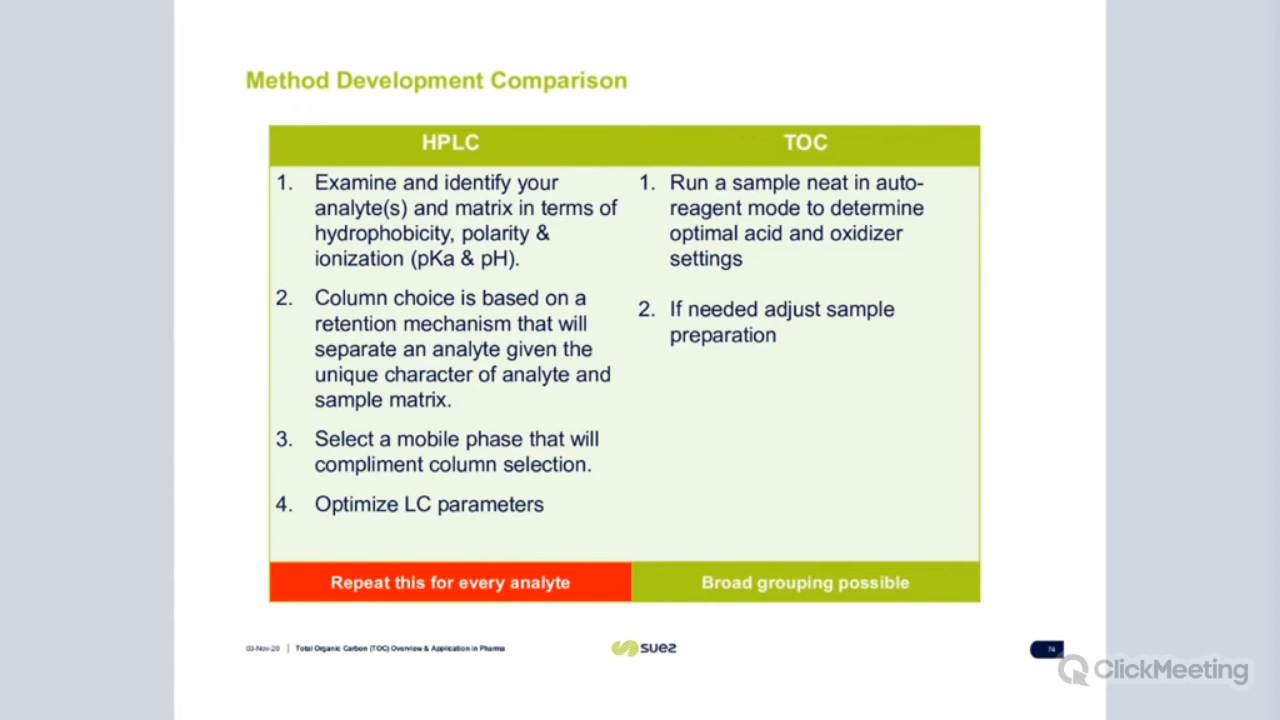 Method Development Comparison
HPLC
TOC
1. Examine and identify your
analyte(s) and matrix in terms of
hydrophobicity, polarity &
ionization (pKa & pH).
2. Column choice is based on a
retention mechanism that will
separate an analyte given the
unique character of analyte and
sample matrix.
3. Select a mobile phase that will
compliment column selection.
4. Optimize LC parameters
1. Run a sample neat in auto-
reagent mode to determine
optimal acid and oxidizer
settings
2. If needed adjust sample
preparation
Repeat this for every analyte
Broad grouping possible
03-Nov-20 | Total Organic Carbon (TOC) Overview & Application in Pharma
suez
74
ClickMeeting